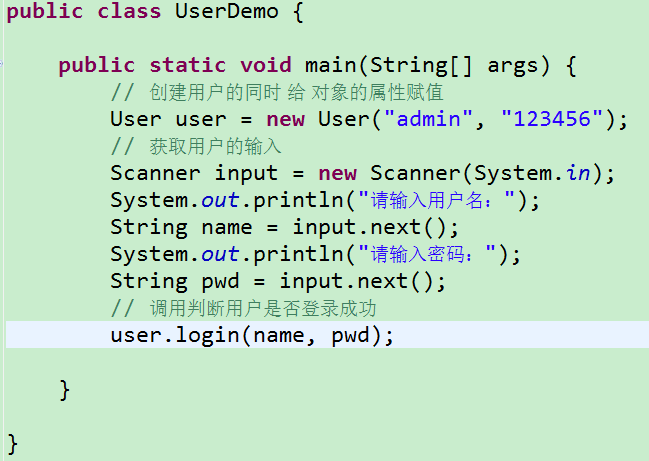 public class UserDemo {
public static void main(String[] args) {
// 创建用户的同时 给 对象的属性赋值
User user = new User("admin", "123456");
// 获取用户的输入
Scanner input = new Scanner(System.in);
System.out.println("请输入用户名：");
String name = input.next();
System.out.println("请输入密码：");
String pwd = input.next();
// 调用判断用户是否登录成功
user.login(name, pwd);
}
}